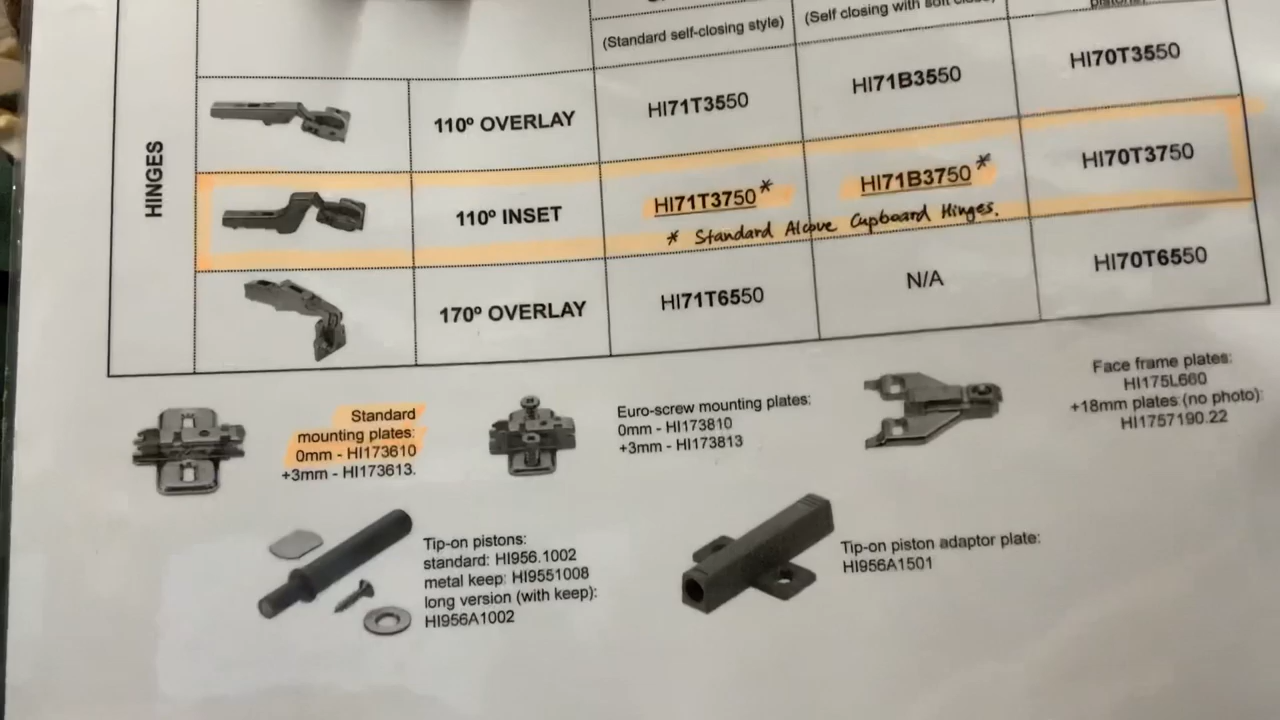 (Standard self-closing style)
(Self closing with soft close)
HINGES
110º OVERLAY
HI71T3550
HI71B3550
HI70T3550
110º INSET
HI71T3750*
HI71B3750*
HI70T3750
* Standard Alcove Cupboard Hinges.
170º OVERLAY
HI71T6550
N/A
HI70T6550
Standard
mounting plates:
0mm - HI173610
+3mm - HI173613.
Euro-screw mounting plates:
0mm - HI173810
+3mm - HI173813
Face frame plates:
HI175L660
+18mm plates (no photo):
HI1757190.22
Tip-on pistons:
standard: HI956.1002
metal keep: HI9551008
long version (with keep):
HI956A1002
Tip-on piston adaptor plate:
HI956A1501